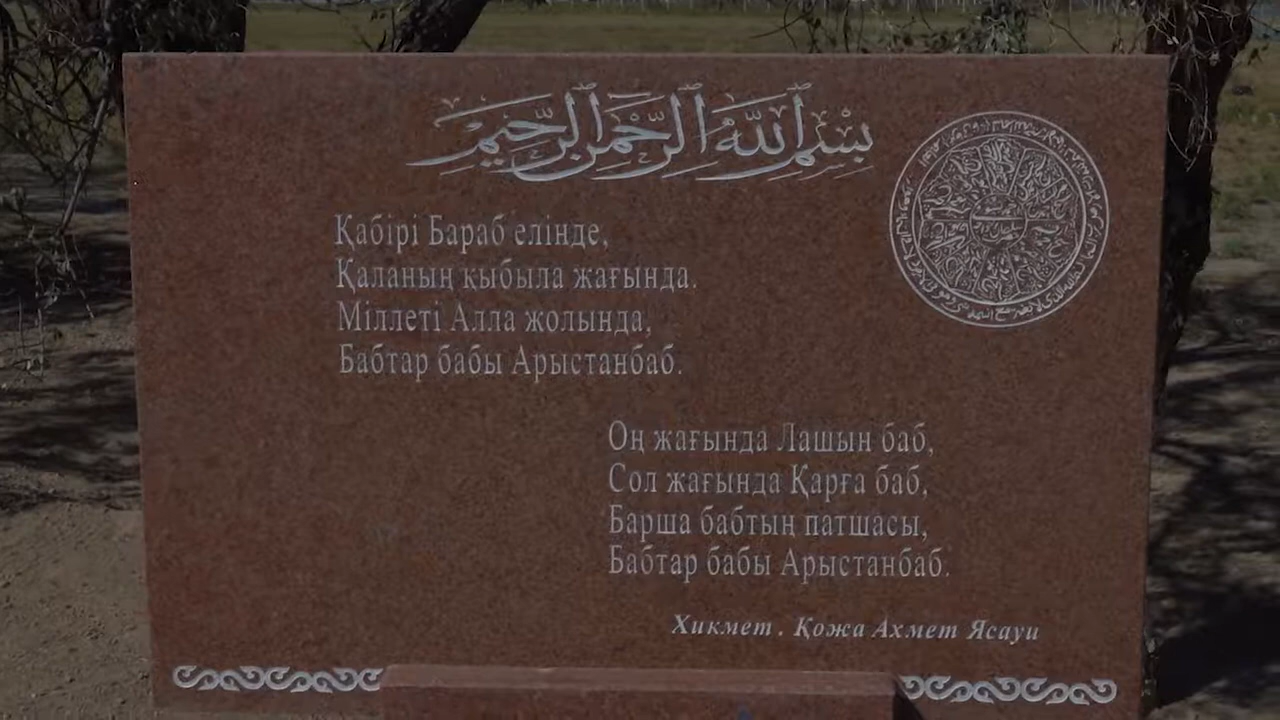 بسم الله الرحمن الرحيم
Қабірі Бараб елінде,
Қаланың қыбыла жағында.
Міллеті Алла жолында,
Бабтар бабы Арыстанбаб.
Оң жағында Лашын баб,
Сол жағында Қарға баб,
Барша бабтың патшасы,
Бабтар бабы Арыстанбаб.
Хикмет. Қожа Ахмет Ясауи